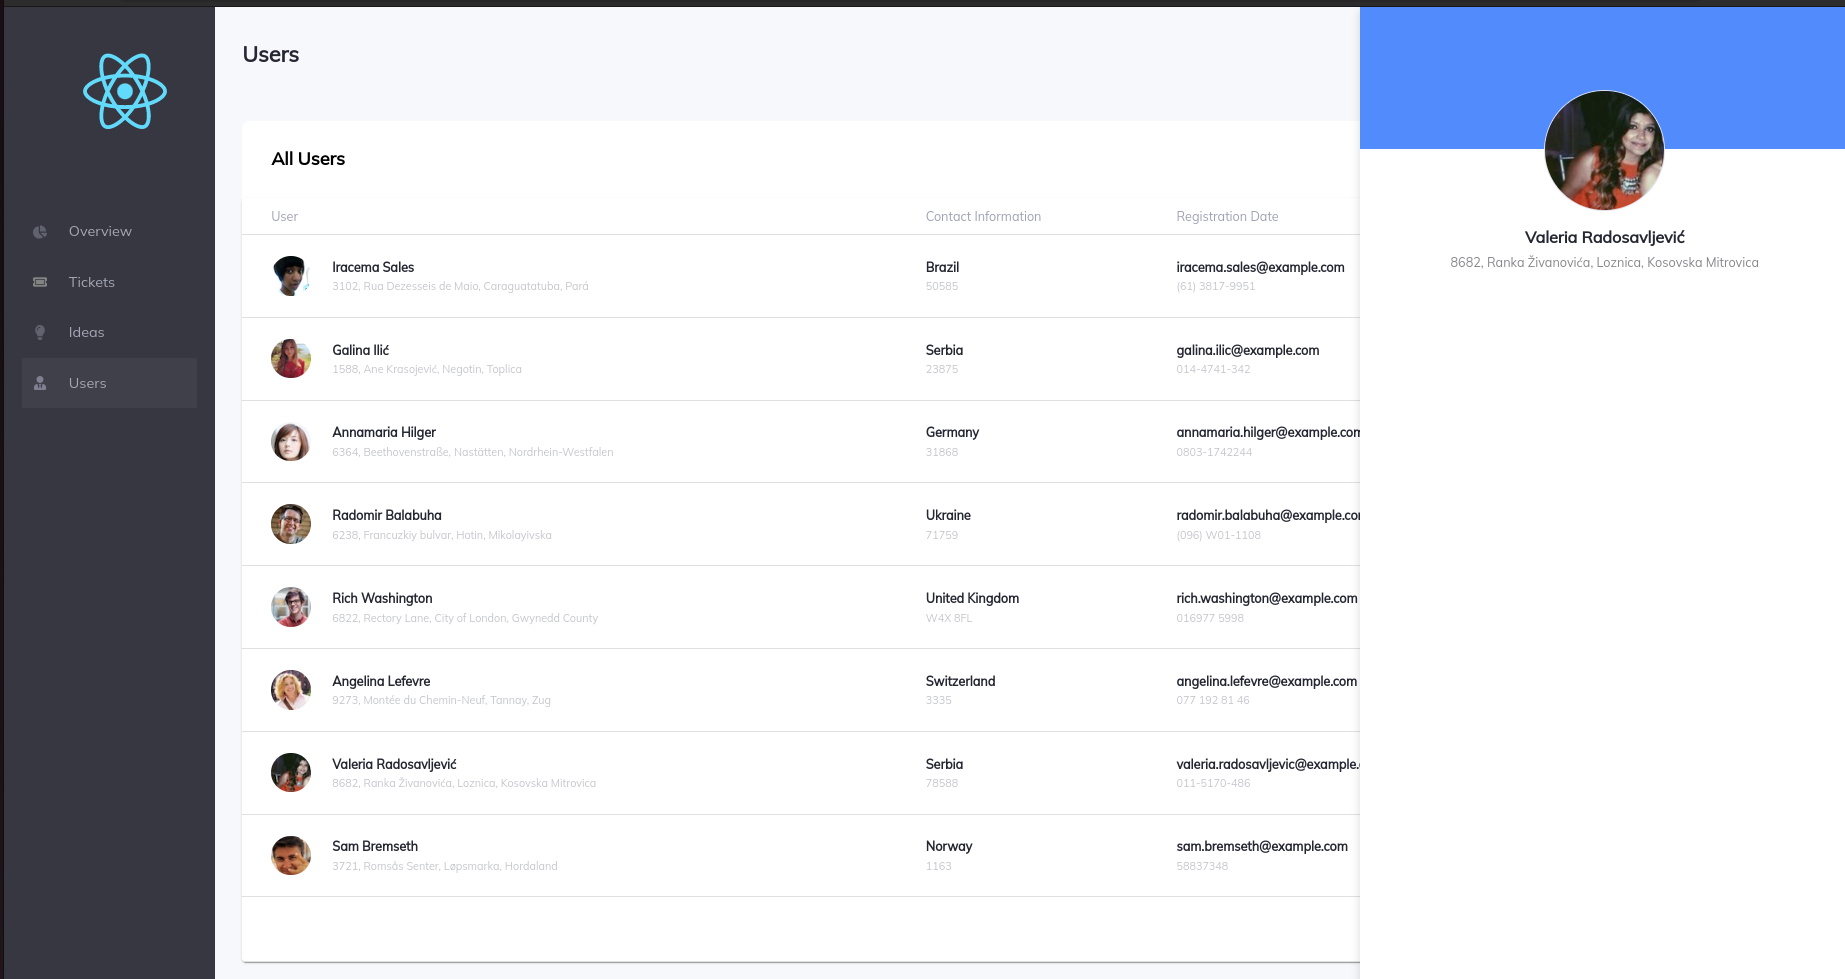 Users
Overview
Tickets
Ideas
Users
All Users
User Contact Information Registration Date
Iracema Sales Brazil iracema.sales@example.com
3102, Rua Dezesseis de Maio, Caraguatatuba, Pará 50585 (61) 3817-9951
Galina Ilić Serbia galina.ilic@example.com
1588, Ane Krasojević, Negotin, Toplica 23875 014-4741-342
Annamaria Hilger Germany annamaria.hilger@example.com
6364, Beethovenstraße, Nastätten, Nordrhein-Westfalen 31868 0803-1742244
Radomir Balabuha Ukraine radomir.balabuha@example.co
6238, Francuzkiy bulvar, Hotin, Mikolayivska 71759 (096) W01-1108
Rich Washington United Kingdom rich.washington@example.com
6822, Rectory Lane, City of London, Gwynedd County W4X 8FL 016977 5998
Angelina Lefevre Switzerland angelina.lefevre@example.com
9273, Montée du Chemin-Neuf, Tannay, Zug 3335 077 192 81 46
Valeria Radosavljević Serbia valeria.radosavljevic@example.
8682, Ranka Živanovića, Loznica, Kosovska Mitrovica 78588 011-5170-486
Sam Bremseth Norway sam.bremseth@example.com
3721, Romsås Senter, Løpsmarka, Hordaland 1163 58837348
Valeria Radosavljević
8682, Ranka Živanovića, Loznica, Kosovska Mitrovica